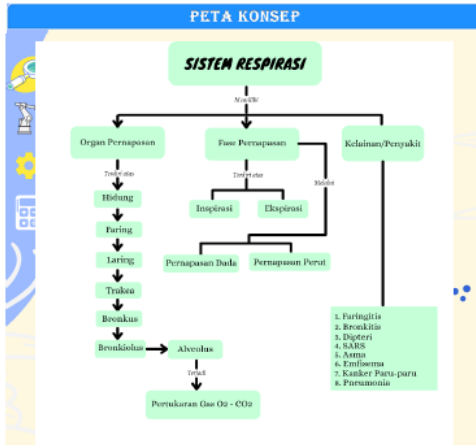 PETA KONSEP
SISTEM RESPIRASI
Memiliki
Organ Pernapasan
Fase Pernapasan
Kelainan/Penyakit
Terdiri atas
Terdiri atas
Melalui
Hidung
Inspirasi
Ekspirasi
Faring
Laring
Pernapasan Dada
Pernapasan Perut
Trakea
Bronkus
Bronkiolus
Alveolus
Terjadi
Pertukaran Gas O2 - CO2
1. Faringitis
2. Bronkitis
3. Dipteri
4. SARS
5. Asma
6. Emfisema
7. Kanker Paru-paru
8. Pneumonia